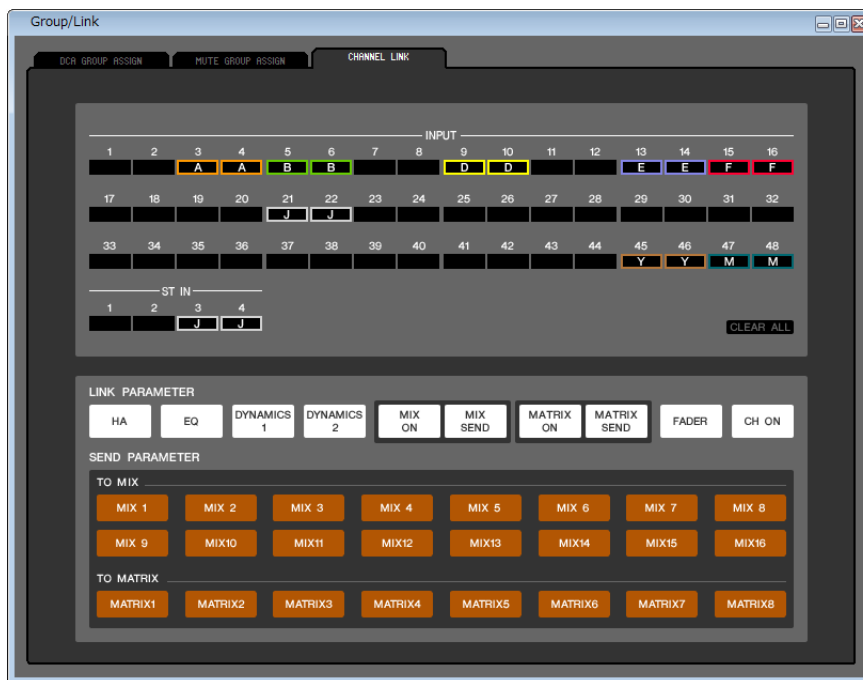 Group/Link
DCA GROUP ASSIGN MUTE GROUP ASSIGN CHANNEL LINK
INPUT
1 2 3 4 5 6 7 8 9 10 11 12 13 14 15 16
A A B B D D E E F F
17 18 19 20 21 22 23 24 25 26 27 28 29 30 31 32
J J
33 34 35 36 37 38 39 40 41 42 43 44 45 46 47 48
Y Y M M
ST IN
1 2 3 4
J J
CLEAR ALL
LINK PARAMETER
HA EQ DYNAMICS 1 DYNAMICS 2 MIX ON MIX SEND MATRIX ON MATRIX SEND FADER CH ON
SEND PARAMETER
TO MIX
MIX 1 MIX 2 MIX 3 MIX 4 MIX 5 MIX 6 MIX 7 MIX 8
MIX 9 MIX10 MIX11 MIX12 MIX13 MIX14 MIX15 MIX16
TO MATRIX
MATRIX1 MATRIX2 MATRIX3 MATRIX4 MATRIX5 MATRIX6 MATRIX7 MATRIX8